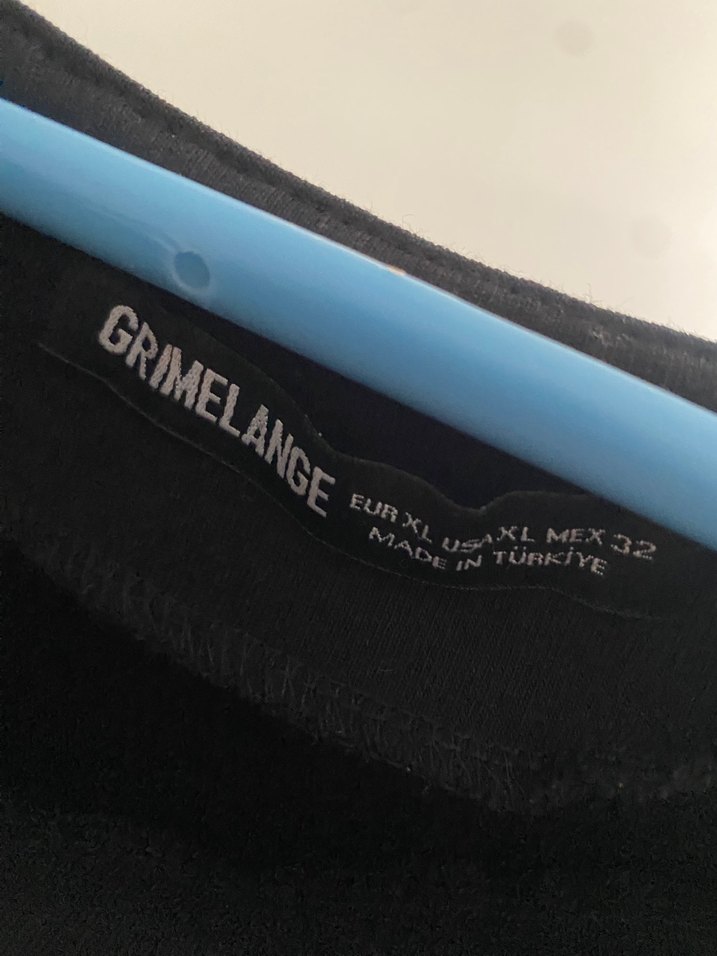 GRIMELANGE
EUR XL USA XL MEX 32
MADE IN TÜRKİYE